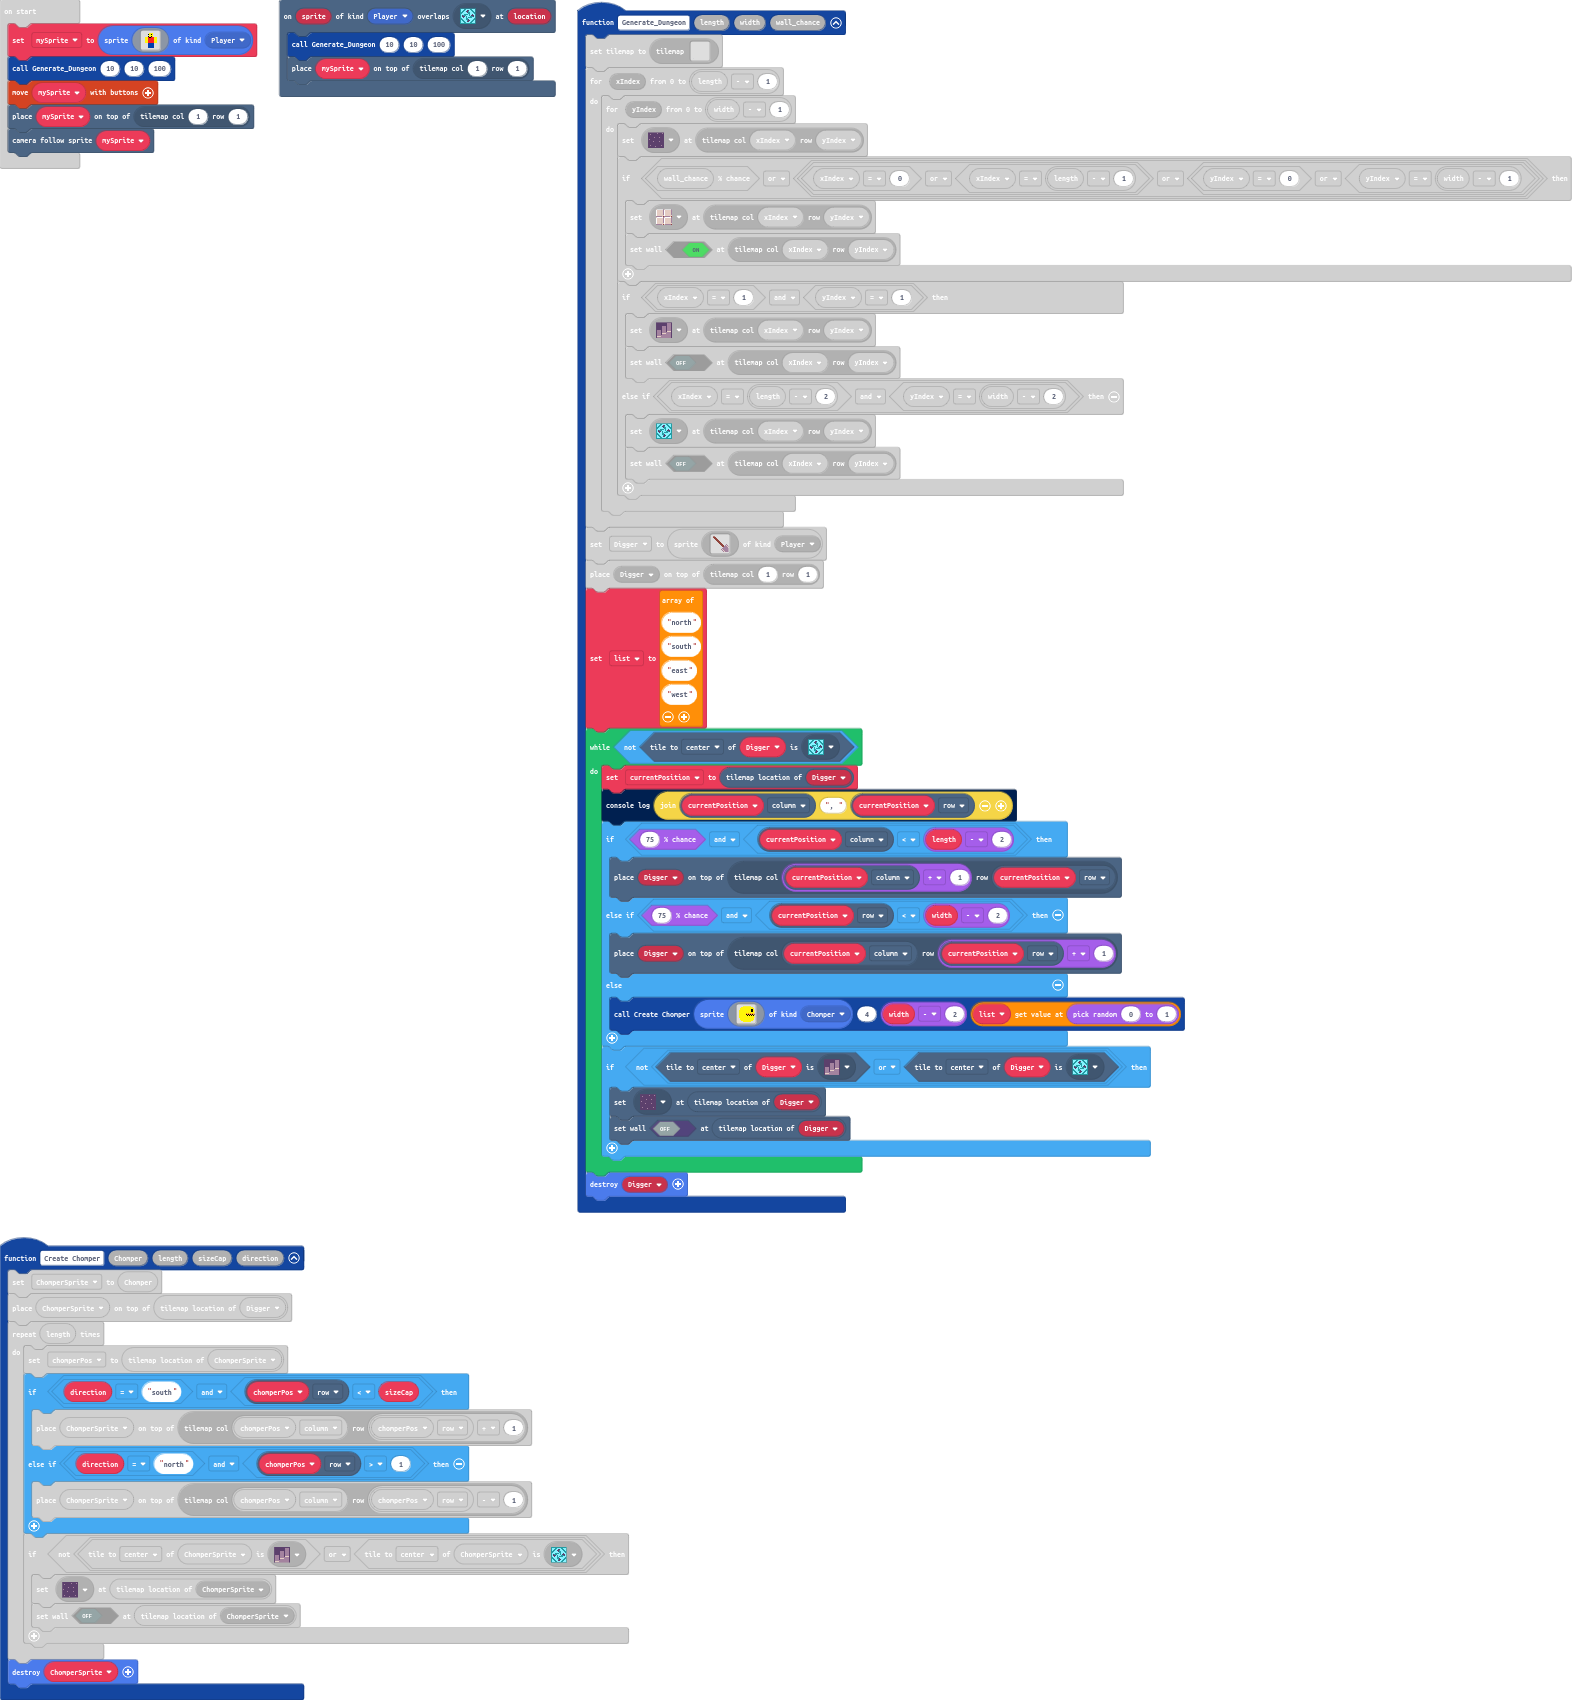 on start
set mySprite to sprite of kind Player
call Generate_Dungeon 10 10 100
move mySprite with buttons
place mySprite on top of tilemap col 1 row 1
camera follow sprite mySprite
on sprite of kind Player overlaps at location
call Generate_Dungeon 10 10 100
place mySprite on top of tilemap col 1 row 1
function Generate_Dungeon length width wall_chance
set tilemap to tilemap
for xIndex from 0 to length - 1
do
for yIndex from 0 to width - 1
do
set at tilemap col xIndex row yIndex
if wall_chance % chance or xIndex = 0 or xIndex = length - 1 or yIndex = 0 or yIndex = width - 1 then
set at tilemap col xIndex row yIndex
set wall ON at tilemap col xIndex row yIndex
if xIndex = 1 and yIndex = 1 then
set at tilemap col xIndex row yIndex
set wall OFF at tilemap col xIndex row yIndex
else if xIndex = length - 2 and yIndex = width - 2 then
set at tilemap col xIndex row yIndex
set wall OFF at tilemap col xIndex row yIndex
set Digger to sprite of kind Player
place Digger on top of tilemap col 1 row 1
array of
"north"
"south"
set list to
"east"
"west"
while not tile to center of Digger is
do
set currentPosition to tilemap location of Digger
console log join currentPosition column ", " currentPosition row
if 75 % chance and currentPosition column < length - 2 then
place Digger on top of tilemap col currentPosition column + 1 row currentPosition row
else if 75 % chance and currentPosition row < width - 2 then
place Digger on top of tilemap col currentPosition column row currentPosition row + 1
else
call Create Chomper sprite of kind Chomper 4 width - 2 list get value at pick random 0 to 1
if not tile to center of Digger is or tile to center of Digger is then
set at tilemap location of Digger
set wall OFF at tilemap location of Digger
destroy Digger
function Create Chomper Chomper length sizeCap direction
set ChomperSprite to Chomper
place ChomperSprite on top of tilemap location of Digger
repeat length times
do
set chomperPos to tilemap location of ChomperSprite
if direction = "south" and chomperPos row < sizeCap then
place ChomperSprite on top of tilemap col chomperPos column row chomperPos row + 1
else if direction = "north" and chomperPos row > 1 then
place ChomperSprite on top of tilemap col chomperPos column row chomperPos row - 1
if not tile to center of ChomperSprite is or tile to center of ChomperSprite is then
set at tilemap location of ChomperSprite
set wall OFF at tilemap location of ChomperSprite
destroy ChomperSprite